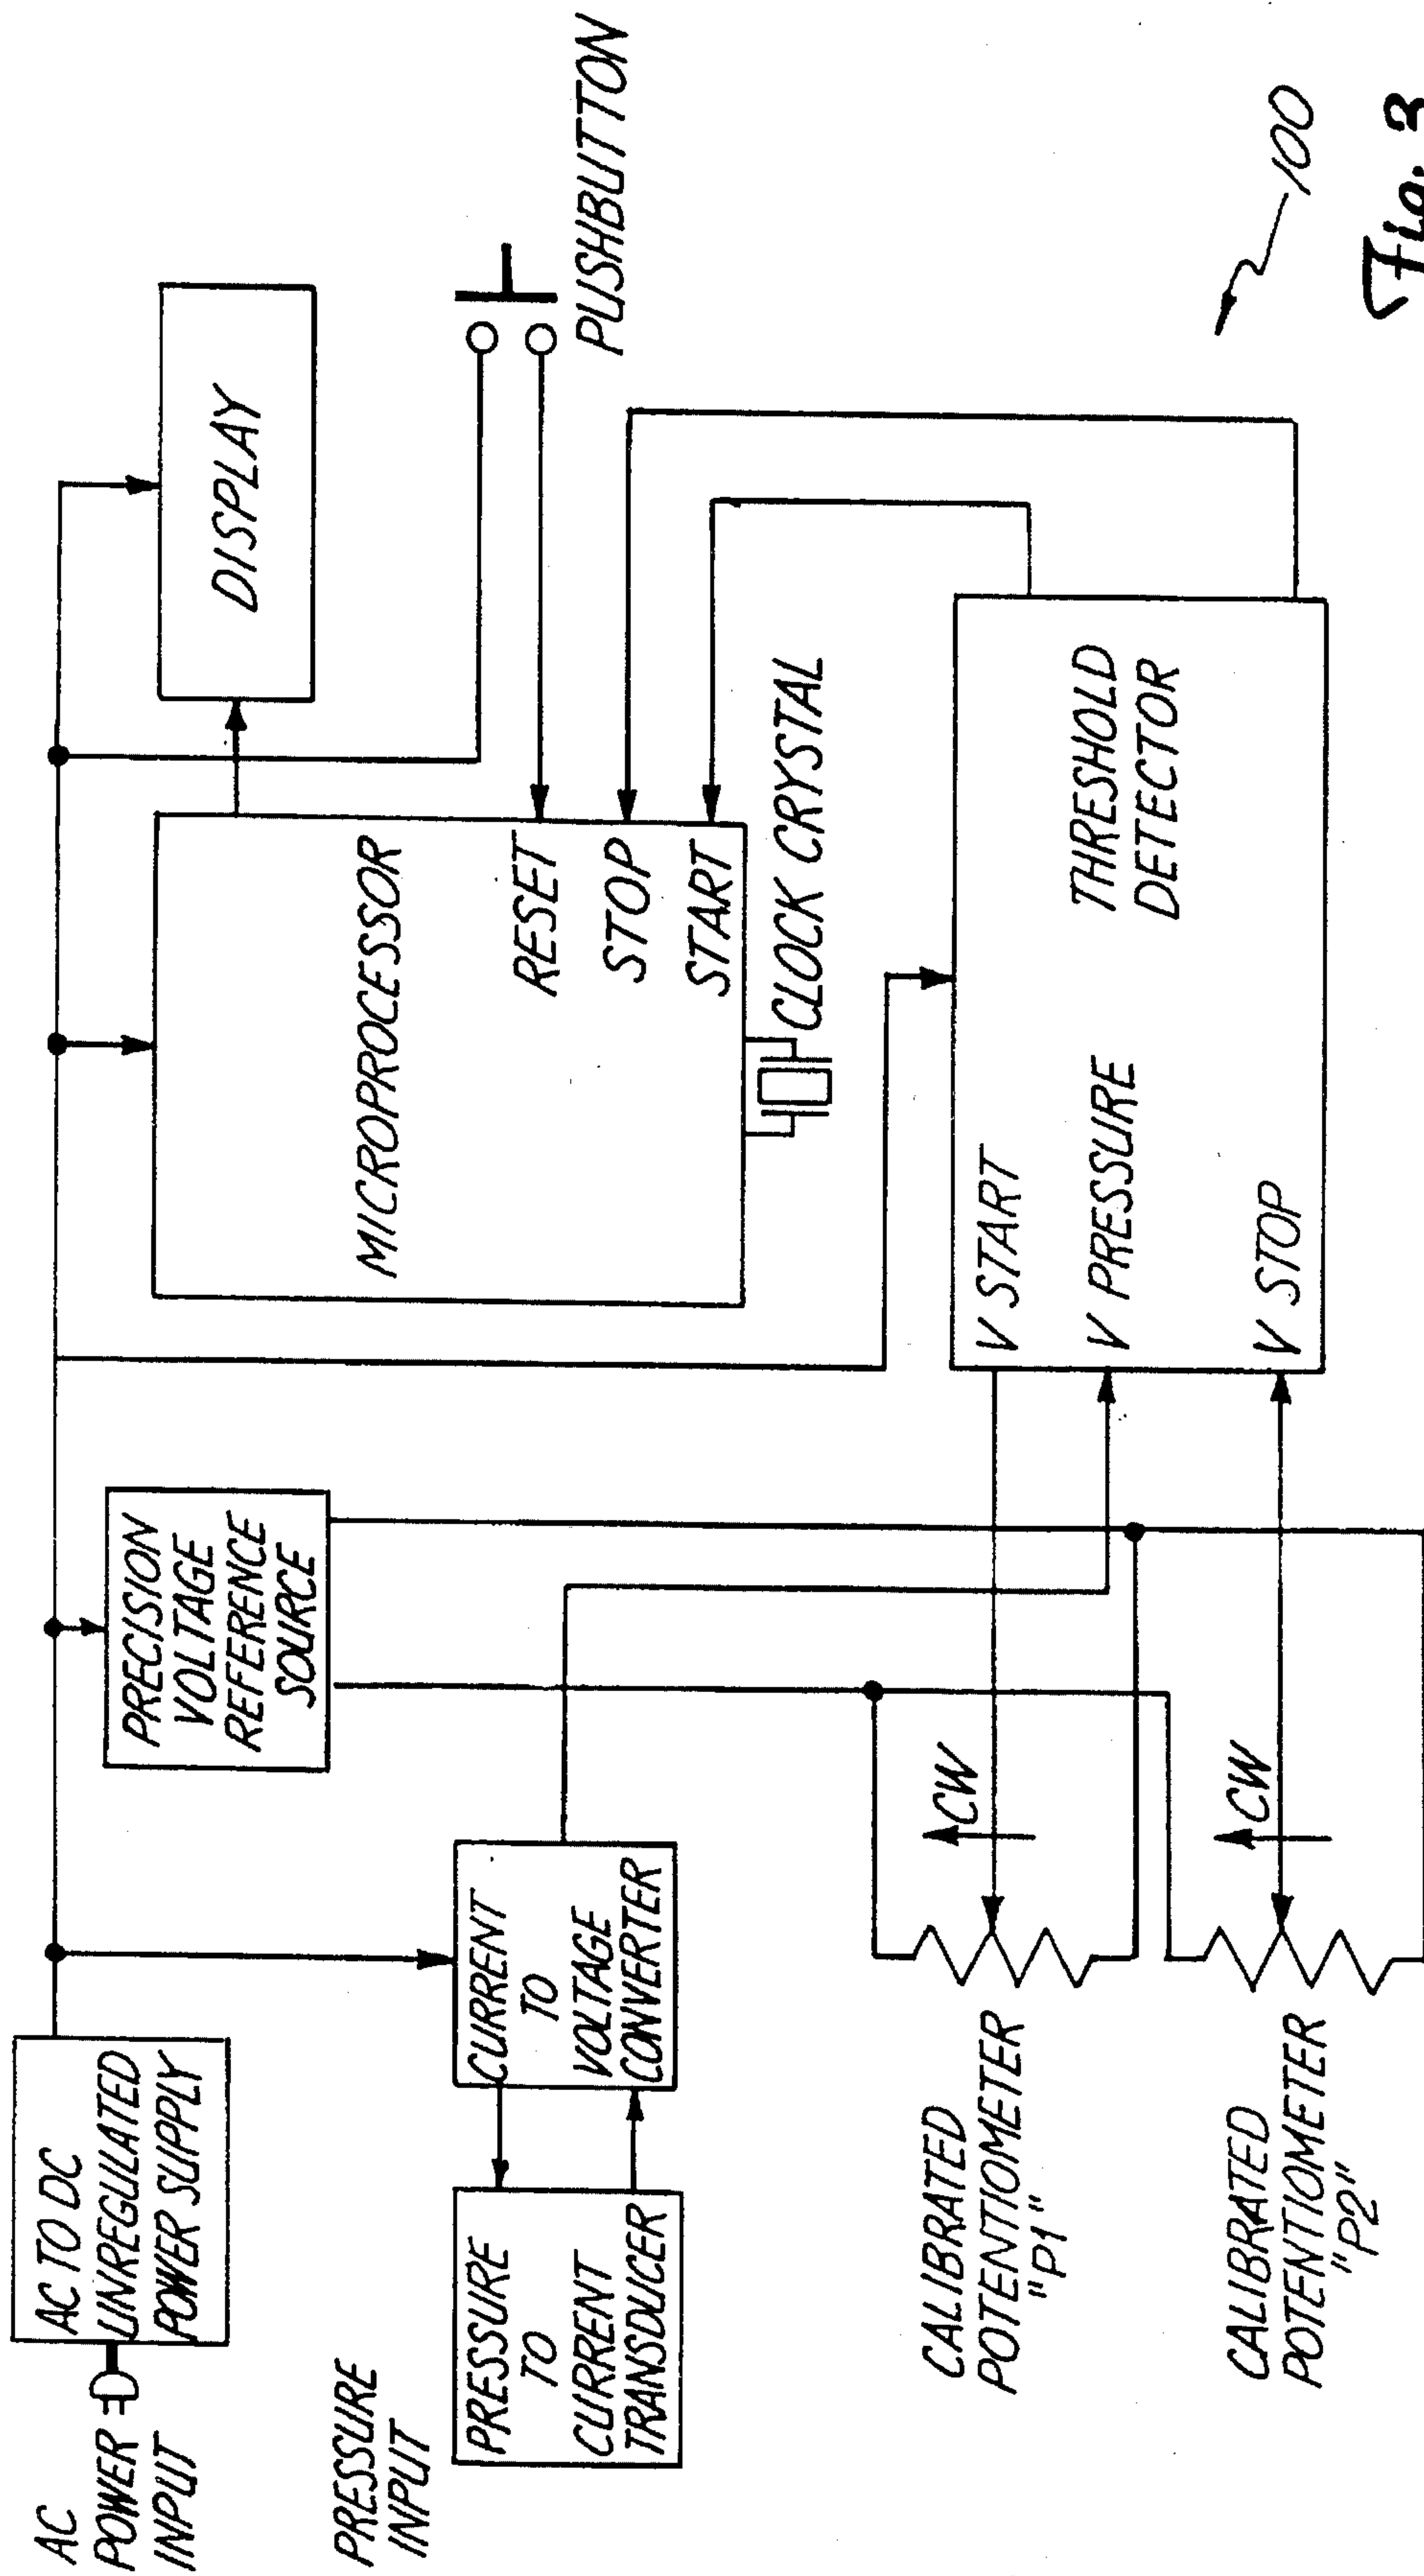 AC
POWER
INPUT
AC TO DC
UNREGULATED
POWER SUPPLY
PRESSURE
INPUT
PRESSURE
TO
CURRENT
TRANSDUCER
CURRENT
TO
VOLTAGE
CONVERTER
PRECISION
VOLTAGE
REFERENCE
SOURCE
MICROPROCESSOR
RESET
STOP
START
CLOCK CRYSTAL
DISPLAY
PUSHBUTTON
CALIBRATED
POTENTIOMETER
"P1"
CW
CALIBRATED
POTENTIOMETER
"P2"
CW
V START
V PRESSURE
V STOP
THRESHOLD
DETECTOR
100
Fig. 3